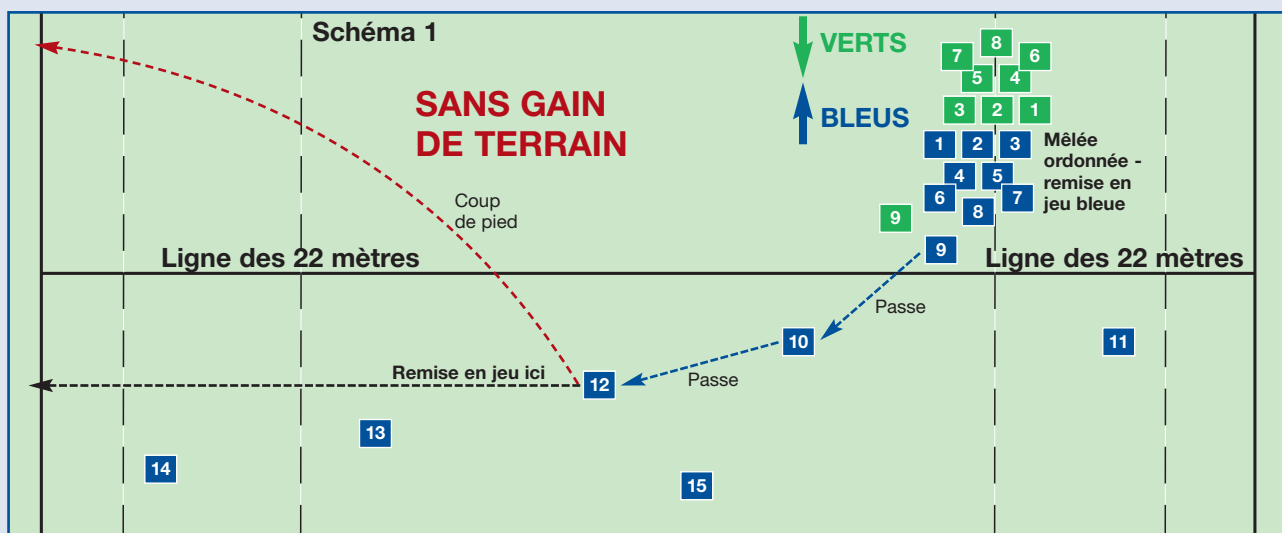 Schéma 1
VERTS
BLEUS
SANS GAIN
DE TERRAIN
8
7
6
5
4
3
2
1
1
2
3
4
5
6
7
8
Mêlée
ordonnée -
remise en
jeu bleue
Coup
de pied
9
9
Ligne des 22 mètres
Ligne des 22 mètres
Passe
10
11
Passe
Remise en jeu ici
12
13
14
15